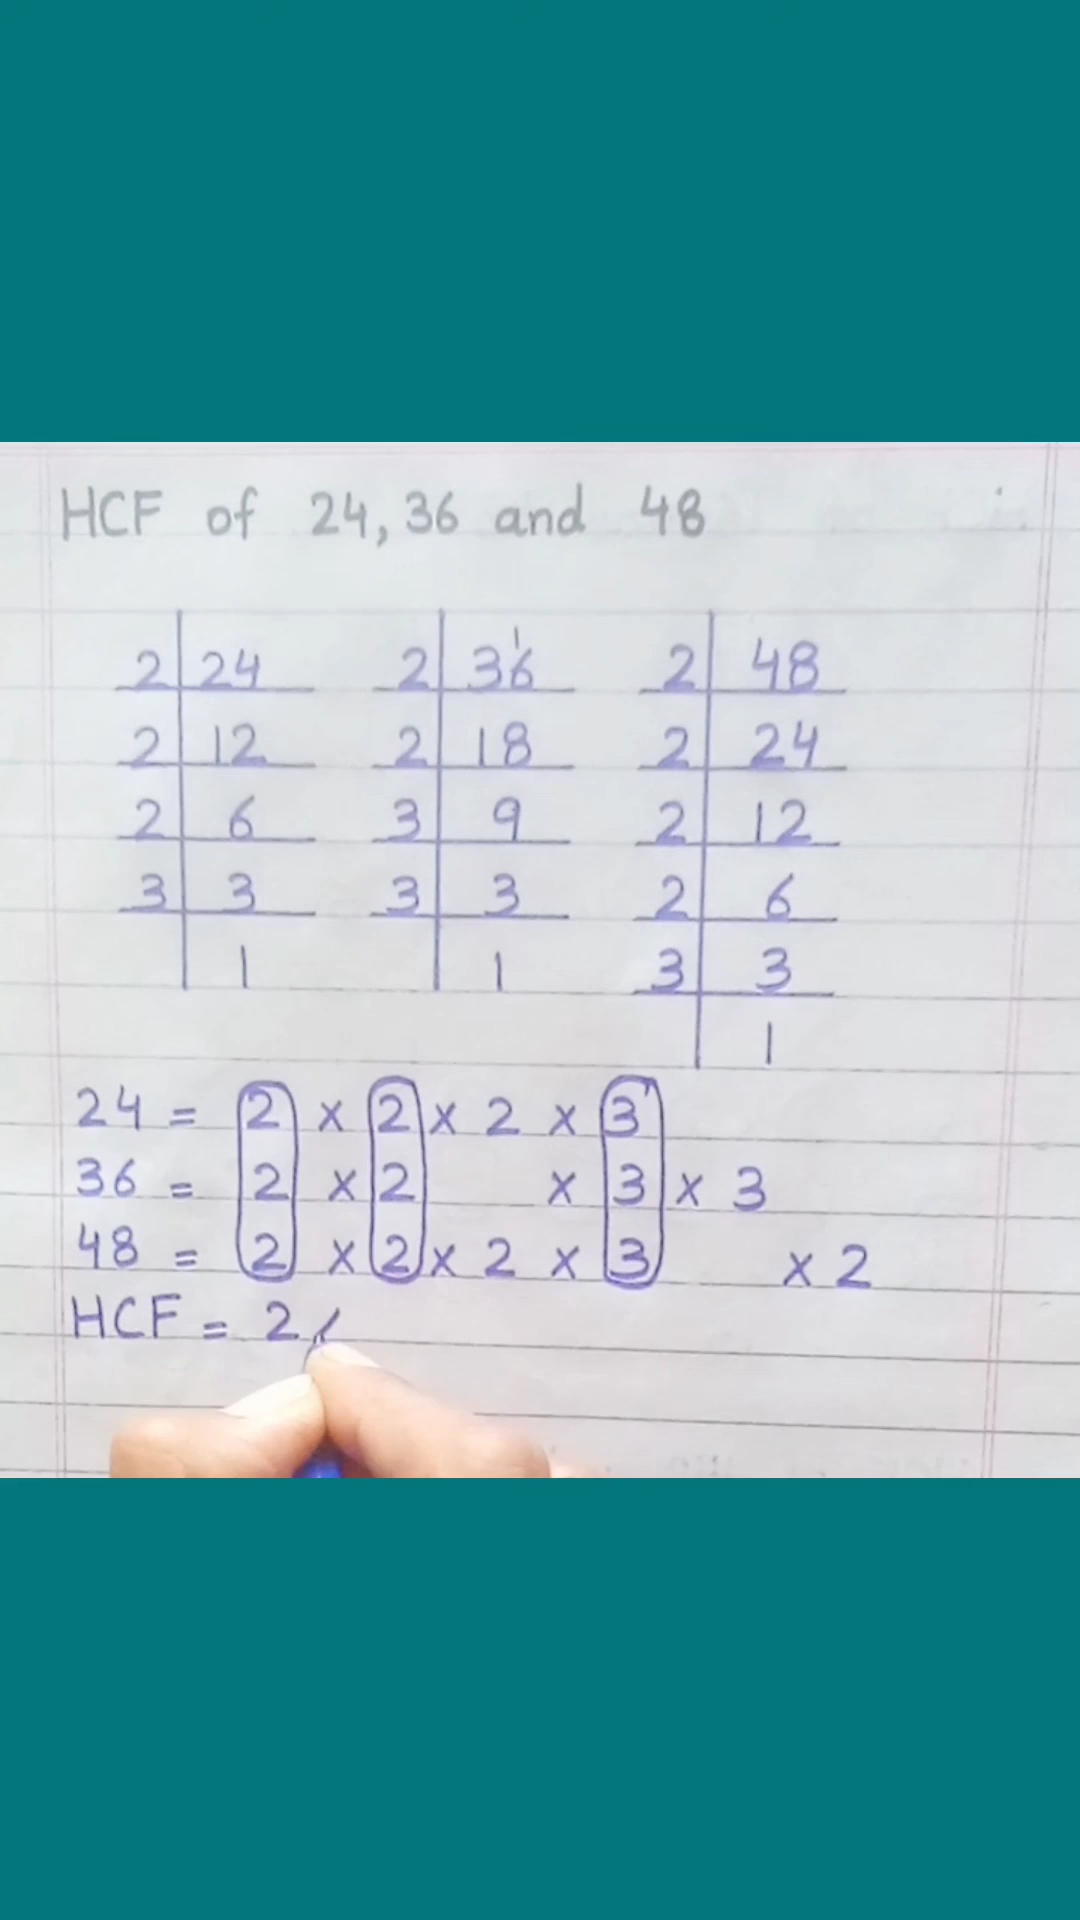 HCF of 24, 36 and 48
2 24 2 36 2 48
2 12 2 18 2 24
2 6 3 9 2 12
3 3 3 3 2 6
1 1 3 3
1
24 = 2 × 2 × 2 × 3
36 = 2 × 2 × 3 × 3
48 = 2 × 2 × 2 × 3 × 2
HCF = 2